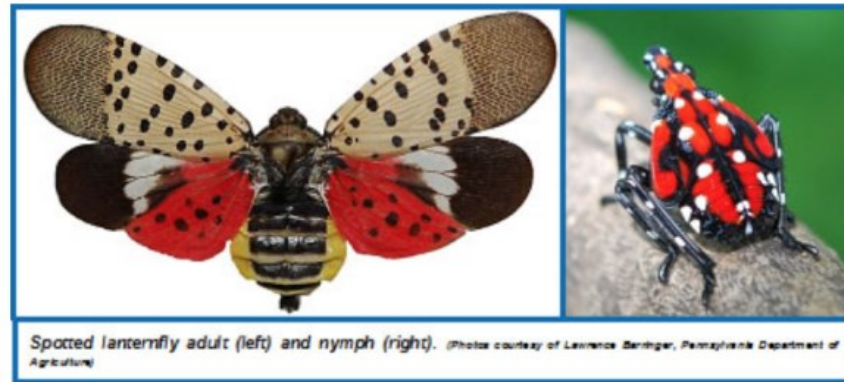 Spotted lanternfly adult (left) and nymph (right). (Photos courtesy of Lawrence Barringer, Pennsylvania Department of
Agriculture)